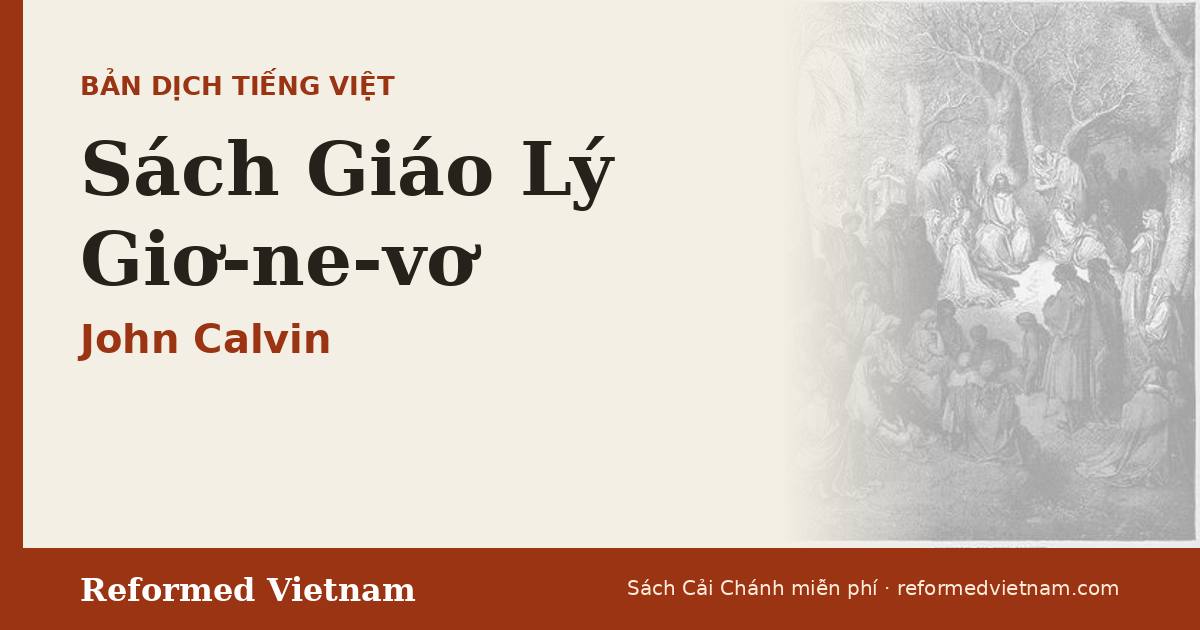 BẢN DỊCH TIẾNG VIỆT
Sách Giáo Lý
Giơ-ne-vơ
John Calvin
Reformed Vietnam
Sách Cải Chánh miễn phí · reformedvietnam.com